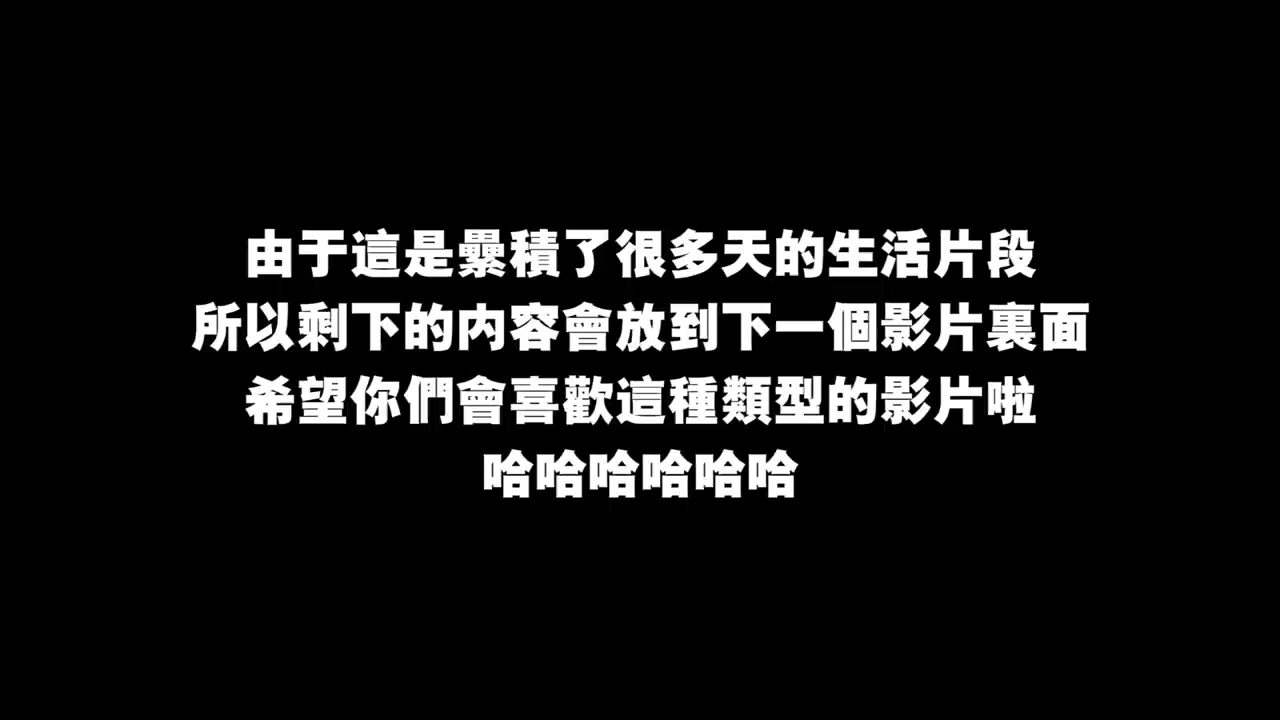 由于這是纍積了很多天的生活片段
所以剩下的内容會放到下一個影片裏面
希望你們會喜歡這種類型的影片啦
哈哈哈哈哈哈